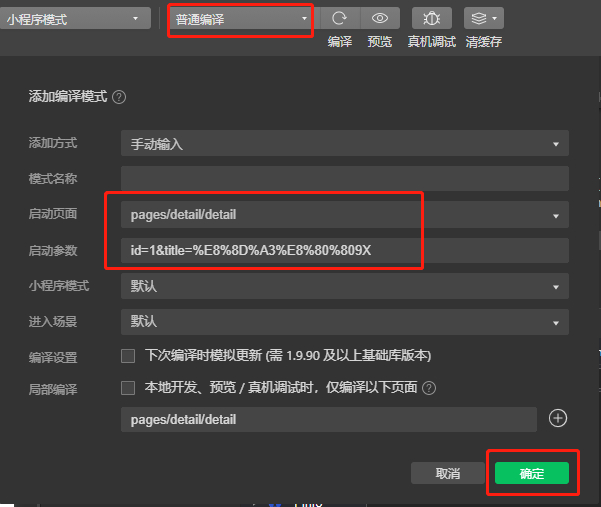 小程序模式
普通编译
编译
预览
真机调试
清缓存
添加编译模式
添加方式
手动输入
模式名称
启动页面
pages/detail/detail
启动参数
id=1&title=%E8%8D%A3%E8%80%809X
小程序模式
默认
进入场景
默认
编译设置
下次编译时模拟更新 (需 1.9.90 及以上基础库版本)
局部编译
本地开发、预览 / 真机调试时，仅编译以下页面
pages/detail/detail
取消
确定